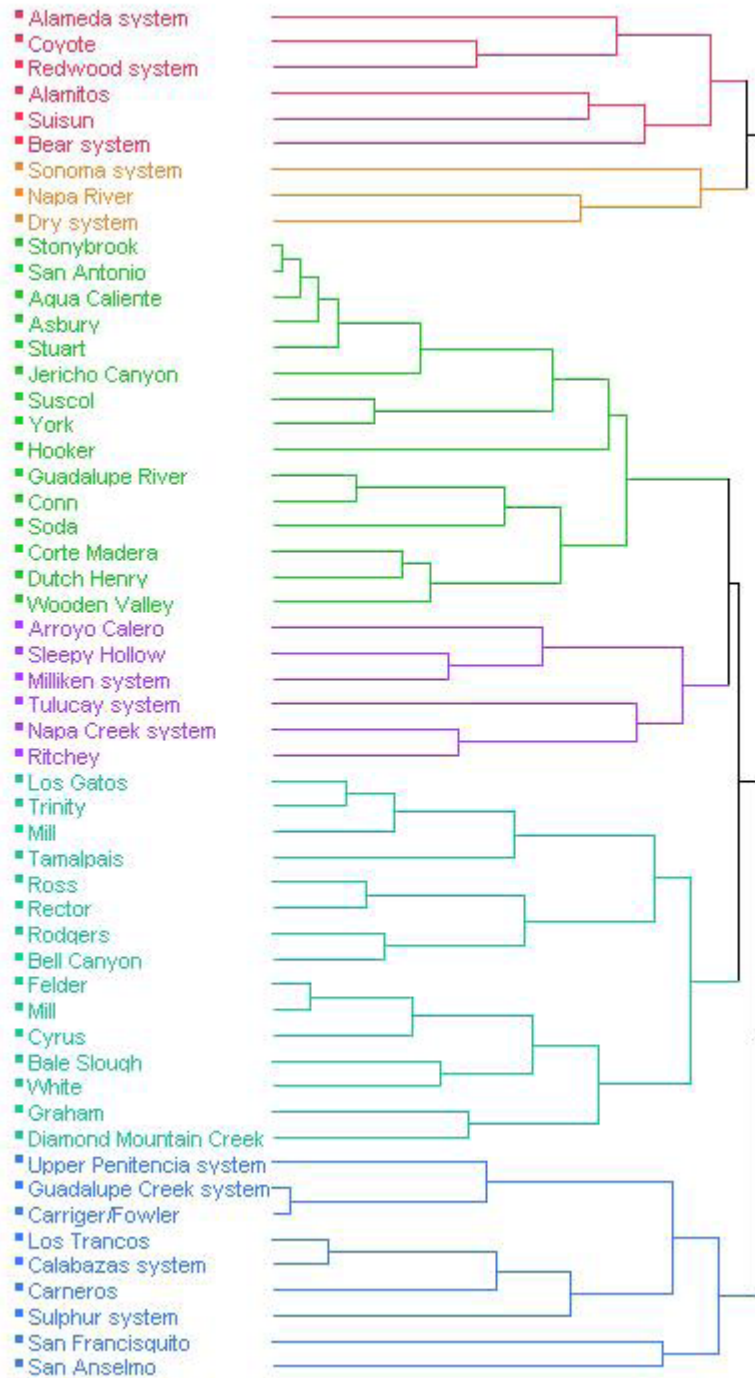 Alameda system
Coyote
Redwood system
Alamitos
Suisun
Bear system
Sonoma system
Napa River
Dry system
Stonybrook
San Antonio
Aqua Caliente
Asbury
Stuart
Jericho Canyon
Suscol
York
Hooker
Guadalupe River
Conn
Soda
Corte Madera
Dutch Henry
Wooden Valley
Arroyo Calero
Sleepy Hollow
Milliken system
Tulucay system
Napa Creek system
Ritchey
Los Gatos
Trinity
Mill
Tamalpais
Ross
Rector
Rodgers
Bell Canyon
Felder
Mill
Cyrus
Bale Slough
White
Graham
Diamond Mountain Creek
Upper Penitencia system
Guadalupe Creek system
Carriger/Fowler
Los Trancos
Calabazas system
Carneros
Sulphur system
San Francisquito
San Anselmo